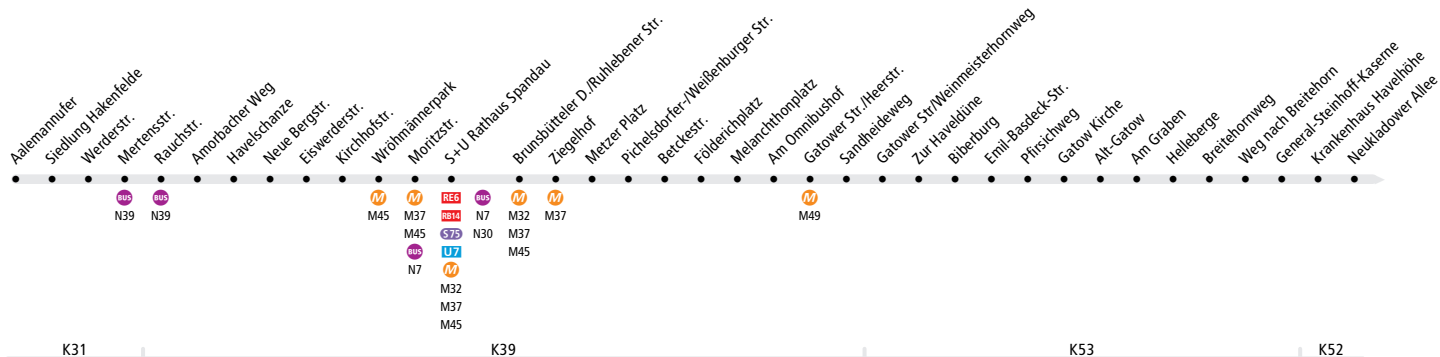 Aalemannufer
Siedlung Hakenfelde
Werderstr.
Mertensstr.
Rauchstr.
Amorbacher Weg
Havelschanze
Neue Bergstr.
Eiswerderstr.
Kirchhofstr.
Wröhmännerpark
Moritzstr.
S+U Rathaus Spandau
Brunsbütteler D./Ruhlebener Str.
Ziegelhof
Metzer Platz
Pichelsdorfer-/Weißenburger Str.
Betckestr.
Földerichplatz
Melanchthonplatz
Am Omnibushof
Gatower Str./Heerstr.
Sandheideweg
Gatower Str/Weinmeisterhornweg
Zur Haveldüne
Biberburg
Emil-Basdeck-Str.
Pfirsichweg
Gatow Kirche
Alt-Gatow
Am Graben
Helleberge
Breitehornweg
Weg nach Breitehorn
General-Steinhoff-Kaserne
Krankenhaus Havelhöhe
Neukladower Allee
BUS
N39
BUS
N39
M
M45
M
M37
M45
BUS
N7
RE6
RB14
S75
U7
M
M32
M37
M45
BUS
N7
N30
M
M32
M37
M45
M
M37
M
M49
K31
K39
K53
K52